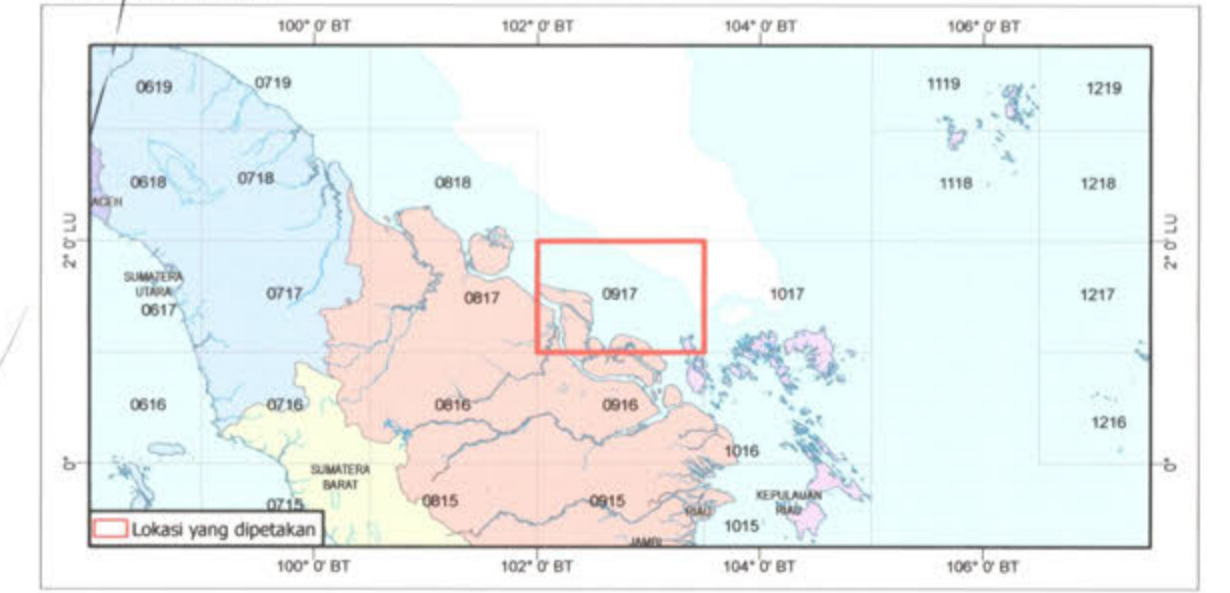 100° 0' BT 102° 0' BT 104° 0' BT 106° 0' BT
0619 0719 1119 1219
0618 0718 0818 1118 1218
ACEH
2° 0' LU 2° 0' LU
SUMATERA
UTARA
0617 0717 0817 0917 1017 1217
0616 0716 0816 0916 1216
1016
0° 0°
SUMATERA
BARAT
0715 0815 0915 RIAU KEPULAUAN
RIAU
1015
JAMBI
Lokasi yang dipetakan
100° 0' BT 102° 0' BT 104° 0' BT 106° 0' BT